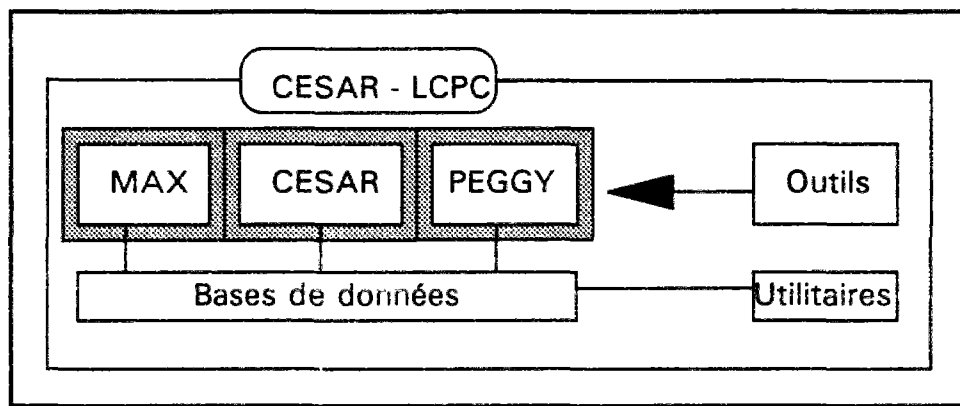 CESAR - LCPC
MAX
CESAR
PEGGY
Outils
Bases de données
Utilitaires